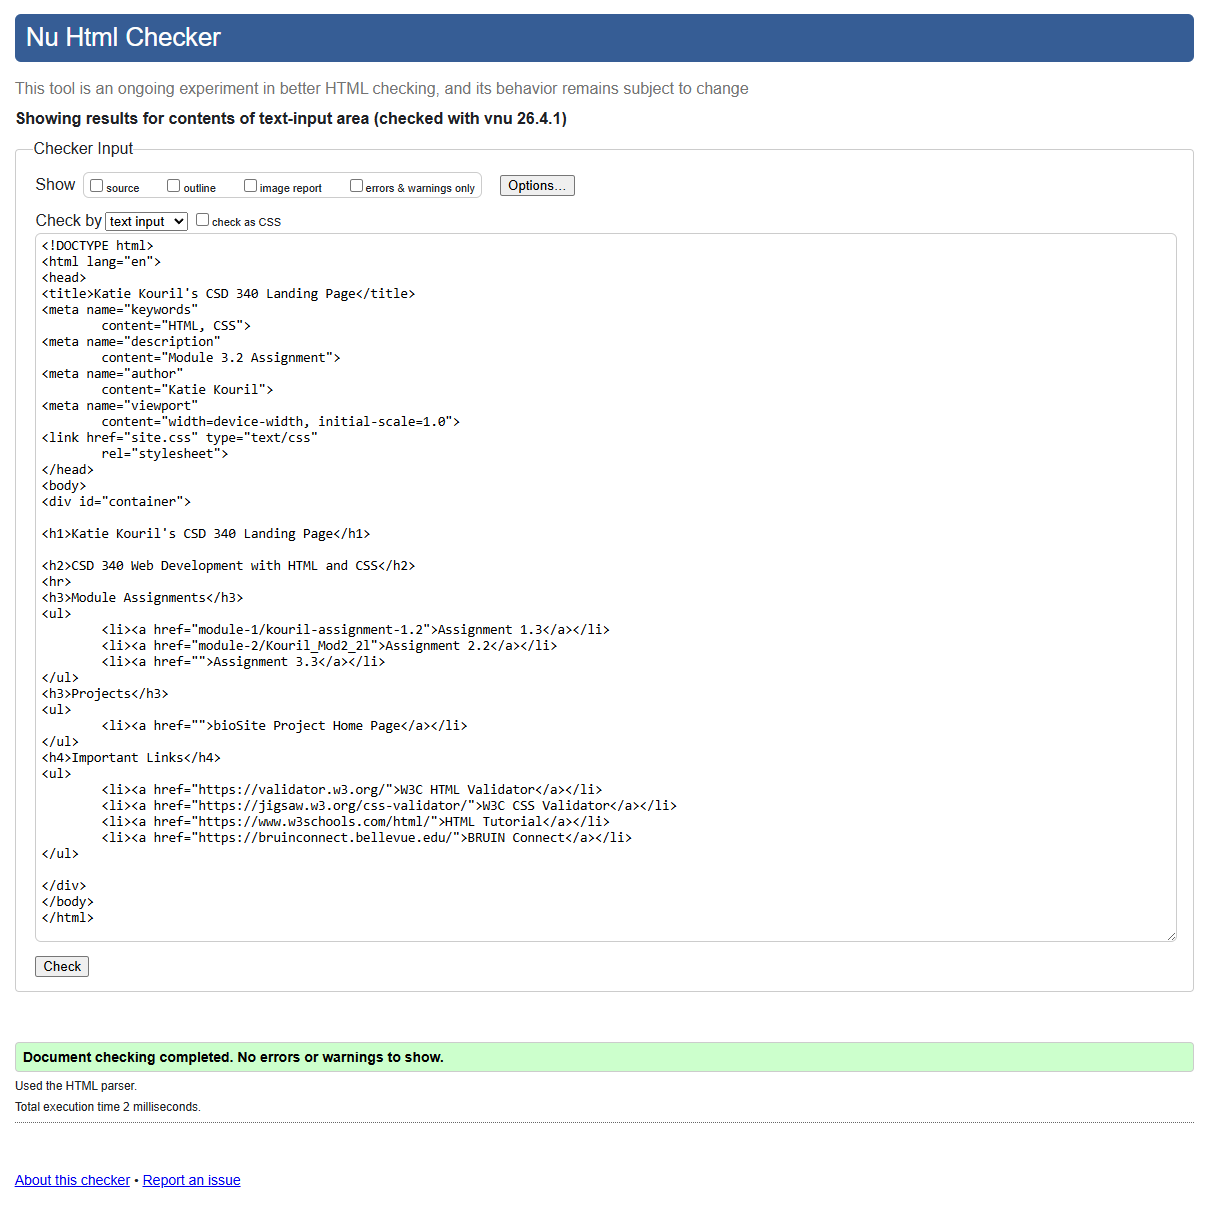 Nu Html Checker
This tool is an ongoing experiment in better HTML checking, and its behavior remains subject to change
Showing results for contents of text-input area (checked with vnu 26.4.1)
Checker Input
Show source outline image report errors & warnings only Options...
Check by text input check as CSS
<!DOCTYPE html>
<html lang="en">
<head>
<title>Katie Kouril's CSD 340 Landing Page</title>
<meta name="keywords"
        content="HTML, CSS">
<meta name="description"
        content="Module 3.2 Assignment">
<meta name="author"
        content="Katie Kouril">
<meta name="viewport"
        content="width=device-width, initial-scale=1.0">
<link href="site.css" type="text/css"
        rel="stylesheet">
</head>
<body>
<div id="container">
<h1>Katie Kouril's CSD 340 Landing Page</h1>
<h2>CSD 340 Web Development with HTML and CSS</h2>
<hr>
<h3>Module Assignments</h3>
<ul>
        <li><a href="module-1/kouril-assignment-1.2">Assignment 1.3</a></li>
        <li><a href="module-2/Kouril_Mod2_2l">Assignment 2.2</a></li>
        <li><a href="">Assignment 3.3</a></li>
</ul>
<h3>Projects</h3>
<ul>
        <li><a href="">bioSite Project Home Page</a></li>
</ul>
<h4>Important Links</h4>
<ul>
        <li><a href="https://validator.w3.org/">W3C HTML Validator</a></li>
        <li><a href="https://jigsaw.w3.org/css-validator/">W3C CSS Validator</a></li>
        <li><a href="https://www.w3schools.com/html/">HTML Tutorial</a></li>
        <li><a href="https://bruinconnect.bellevue.edu/">BRUIN Connect</a></li>
</ul>
</div>
</body>
</html>
Check
Document checking completed. No errors or warnings to show.
Used the HTML parser.
Total execution time 2 milliseconds.
About this checker • Report an issue